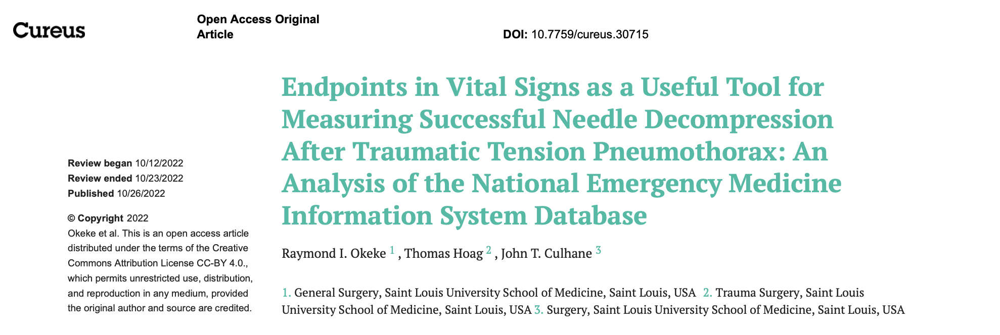 Cureus
Open Access Original
Article
DOI: 10.7759/cureus.30715
Endpoints in Vital Signs as a Useful Tool for
Measuring Successful Needle Decompression
After Traumatic Tension Pneumothorax: An
Analysis of the National Emergency Medicine
Information System Database
Review began 10/12/2022
Review ended 10/23/2022
Published 10/26/2022
© Copyright 2022
Okeke et al. This is an open access article
distributed under the terms of the Creative
Commons Attribution License CC-BY 4.0.,
which permits unrestricted use, distribution,
and reproduction in any medium, provided
the original author and source are credited.
Raymond I. Okeke 1 , Thomas Hoag 2 , John T. Culhane 3
1. General Surgery, Saint Louis University School of Medicine, Saint Louis, USA 2. Trauma Surgery, Saint Louis
University School of Medicine, Saint Louis, USA 3. Surgery, Saint Louis University School of Medicine, Saint Louis, USA